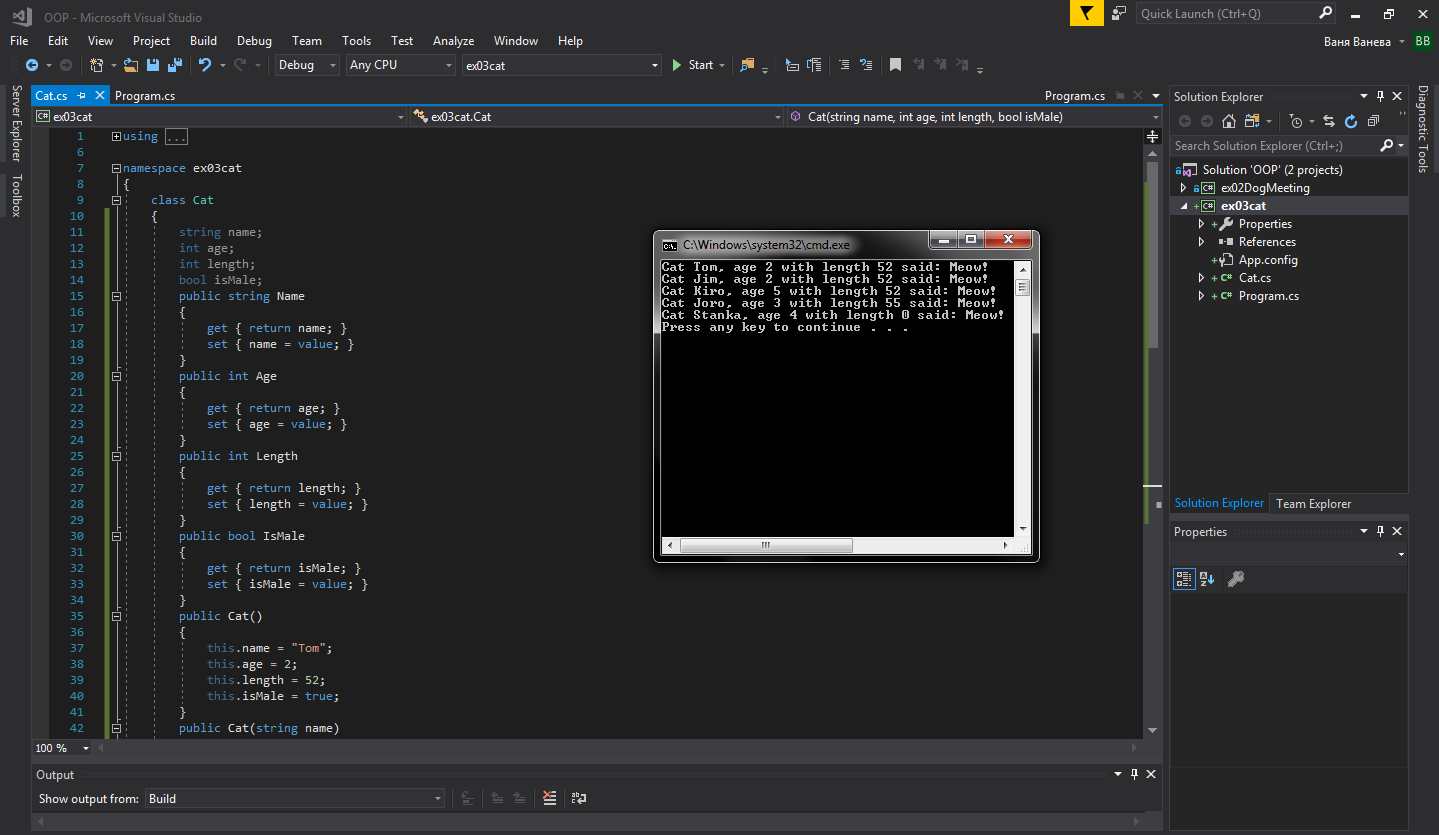 OOP - Microsoft Visual Studio
Quick Launch (Ctrl+Q)
File Edit View Project Build Debug Team Tools Test Analyze Window Help
Ваня Ванева BB
Debug Any CPU ex03cat Start
Server Explorer
Toolbox
Cat.cs Program.cs Program.cs
ex03cat ex03cat.Cat Cat(string name, int age, int length, bool isMale)
1 using ...
6
7 namespace ex03cat
8 {
9 class Cat
10 {
11 string name;
12 int age;
13 int length;
14 bool isMale;
15 public string Name
16 {
17 get { return name; }
18 set { name = value; }
19 }
20 public int Age
21 {
22 get { return age; }
23 set { age = value; }
24 }
25 public int Length
26 {
27 get { return length; }
28 set { length = value; }
29 }
30 public bool IsMale
31 {
32 get { return isMale; }
33 set { isMale = value; }
34 }
35 public Cat()
36 {
37 this.name = "Tom";
38 this.age = 2;
39 this.length = 52;
40 this.isMale = true;
41 }
42 public Cat(string name)
100 %
C:\Windows\system32\cmd.exe
Cat Tom, age 2 with length 52 said: Meow!
Cat Jim, age 2 with length 52 said: Meow!
Cat Kiro, age 5 with length 52 said: Meow!
Cat Joro, age 3 with length 55 said: Meow!
Cat Stanka, age 4 with length 0 said: Meow!
Press any key to continue . . .
Output
Show output from: Build
Solution Explorer
Search Solution Explorer (Ctrl+;)
Solution 'OOP' (2 projects)
C# ex02DogMeeting
C# ex03cat
Properties
References
App.config
C# Cat.cs
C# Program.cs
Solution Explorer Team Explorer
Properties
Diagnostic Tools